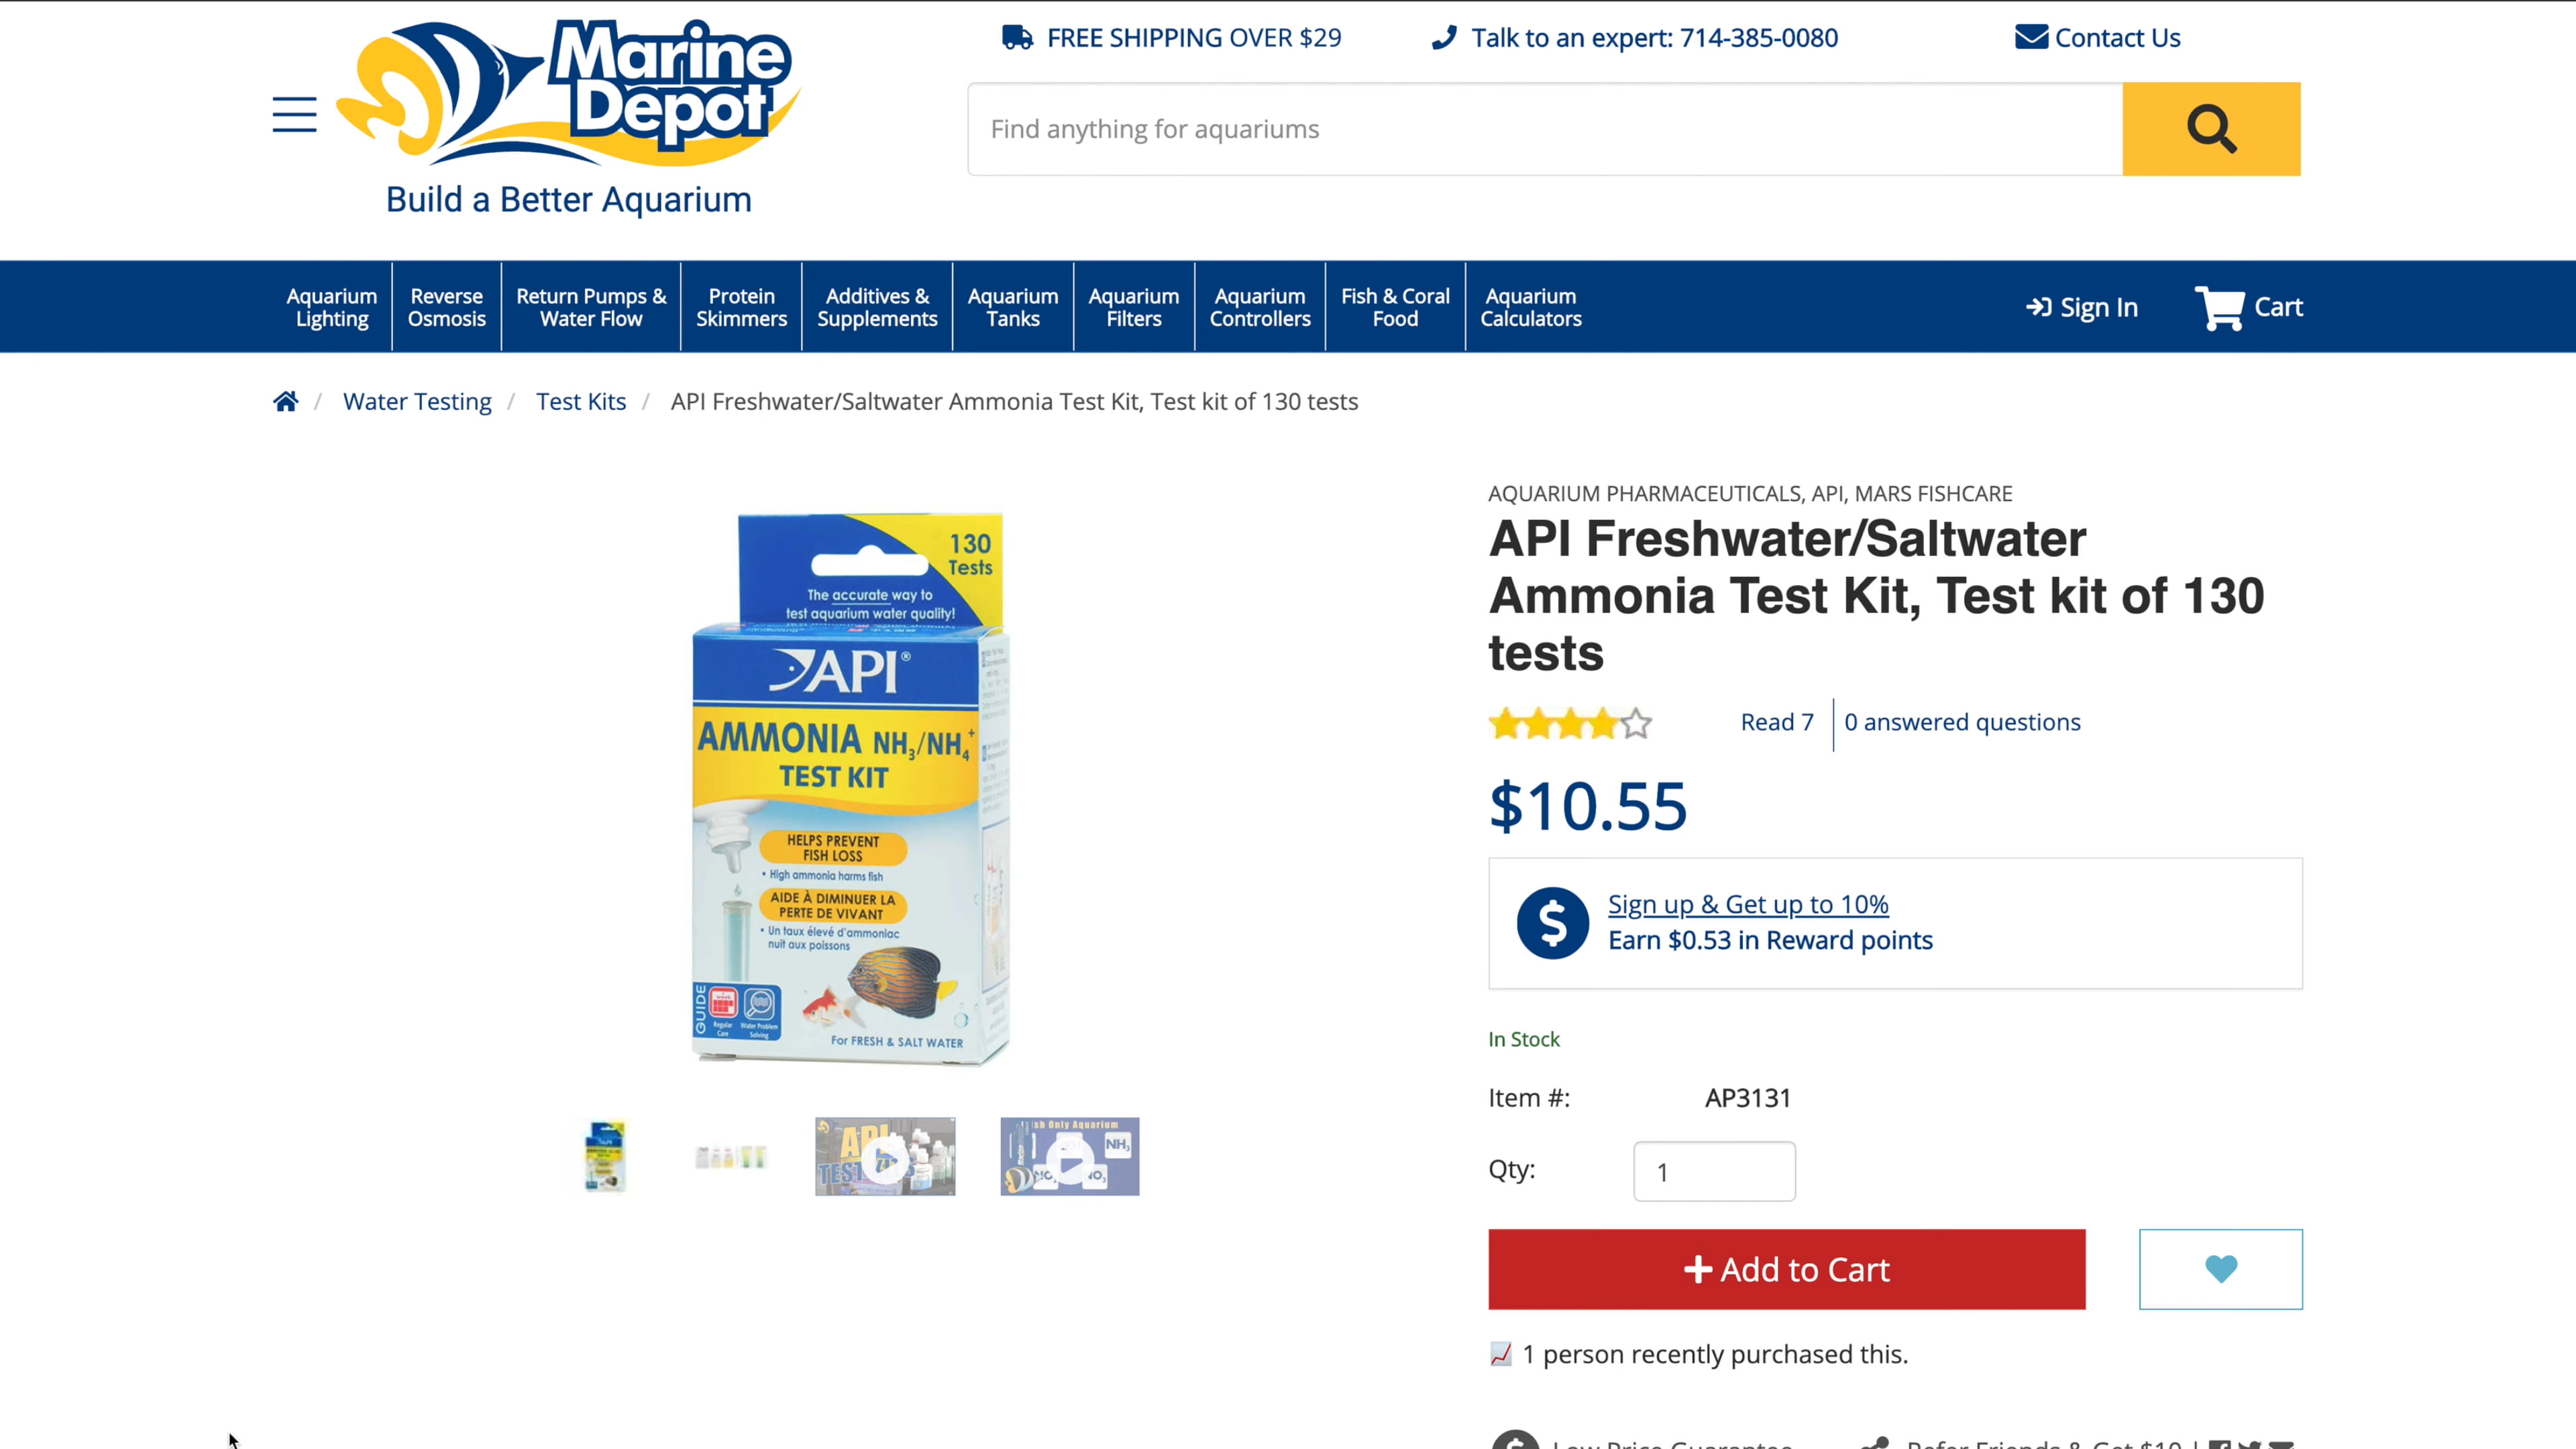 FREE SHIPPING OVER $29
Talk to an expert: 714-385-0080
Contact Us
Marine
Depot
Build a Better Aquarium
Find anything for aquariums
Aquarium Lighting
Reverse Osmosis
Return Pumps & Water Flow
Protein Skimmers
Additives & Supplements
Aquarium Tanks
Aquarium Filters
Aquarium Controllers
Fish & Coral Food
Aquarium Calculators
Sign In
Cart
/ Water Testing / Test Kits / API Freshwater/Saltwater Ammonia Test Kit, Test kit of 130 tests
130
Tests
The accurate way to
test aquarium water quality!
API®
AMMONIA NH3/NH4+
TEST KIT
HELPS PREVENT
FISH LOSS
• High ammonia harms fish
AIDE À DIMINUER LA
PERTE DE VIVANT
• Un taux élevé d'ammoniac
nuit aux poissons
GUIDE
Regular
Care
Water Problem
Solving
For FRESH & SALT WATER
API
TEST
sh Only Aquarium
NH3
NO3
AQUARIUM PHARMACEUTICALS, API, MARS FISHCARE
API Freshwater/Saltwater
Ammonia Test Kit, Test kit of 130
tests
Read 7
0 answered questions
$10.55
$
Sign up & Get up to 10%
Earn $0.53 in Reward points
In Stock
Item #: AP3131
Qty: 1
Add to Cart
1 person recently purchased this.
Low Price Guarantee
Refer Friends & Get $10 |